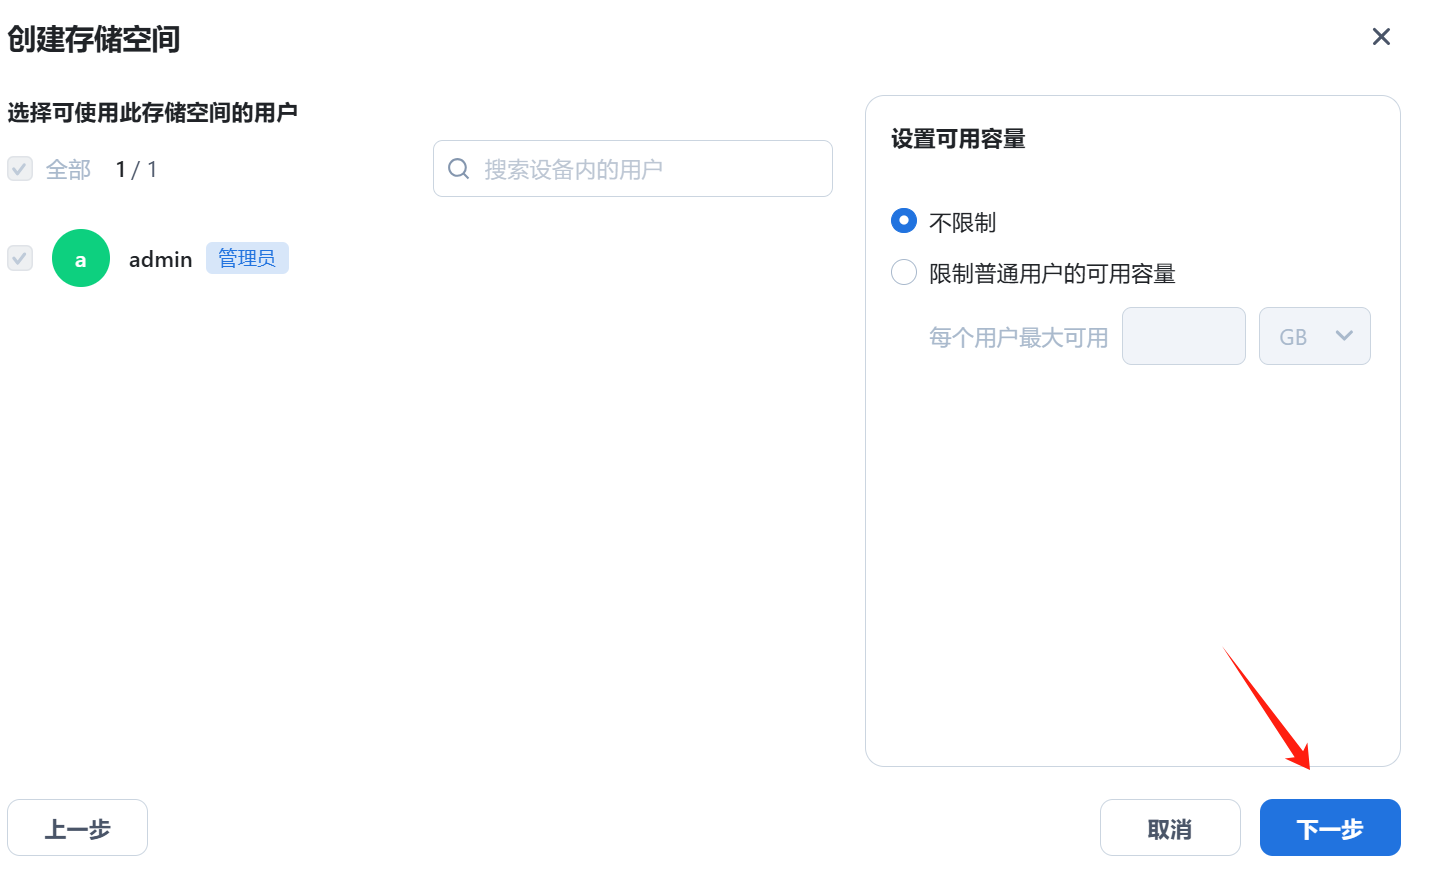 创建存储空间
选择可使用此存储空间的用户
全部 1 / 1
搜索设备内的用户
a admin 管理员
设置可用容量
不限制
限制普通用户的可用容量
每个用户最大可用 GB
上一步
取消
下一步